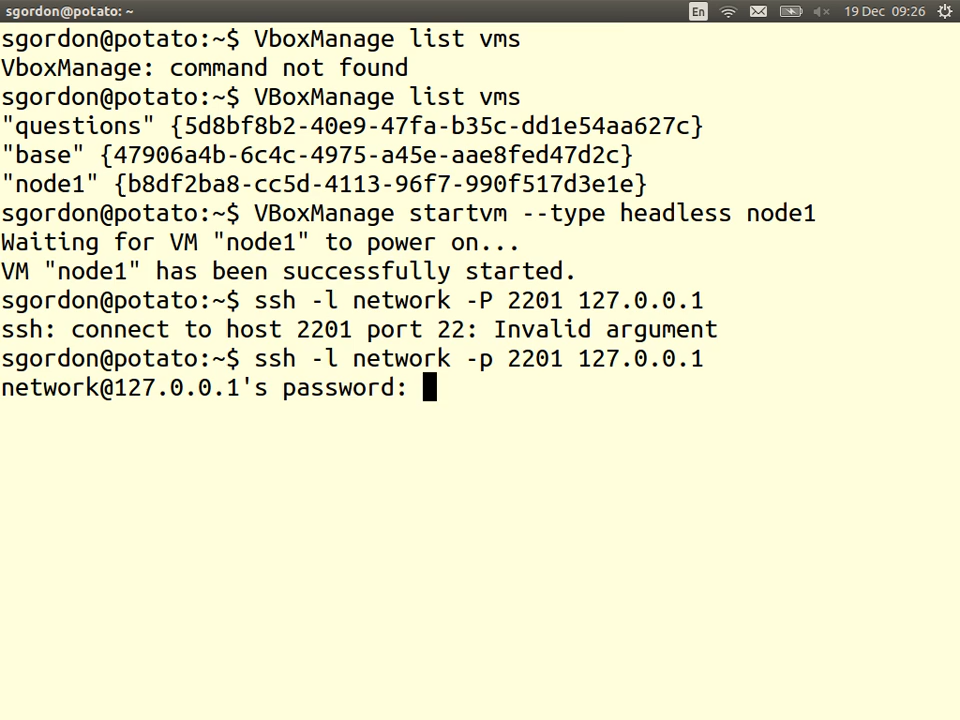 sgordon@potato: ~ En 19 Dec 09:26
sgordon@potato:~$ VboxManage list vms
VboxManage: command not found
sgordon@potato:~$ VBoxManage list vms
"questions" {5d8bf8b2-40e9-47fa-b35c-dd1e54aa627c}
"base" {47906a4b-6c4c-4975-a45e-aae8fed47d2c}
"node1" {b8df2ba8-cc5d-4113-96f7-990f517d3e1e}
sgordon@potato:~$ VBoxManage startvm --type headless node1
Waiting for VM "node1" to power on...
VM "node1" has been successfully started.
sgordon@potato:~$ ssh -l network -P 2201 127.0.0.1
ssh: connect to host 2201 port 22: Invalid argument
sgordon@potato:~$ ssh -l network -p 2201 127.0.0.1
network@127.0.0.1's password: